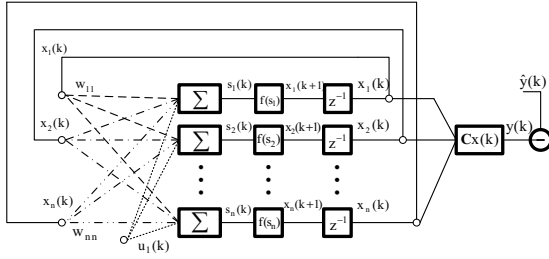 x₁(k)
w₁₁
Σ s₁(k) f(s₁) x₁(k+1) z⁻¹ x₁(k)
ŷ(k)
x₂(k) Σ s₂(k) f(s₂) x₂(k+1) z⁻¹ x₂(k) Cx(k) y(k) −
xₙ(k) Σ sₙ(k) f(sₙ) xₙ(k+1) z⁻¹ xₙ(k)
wₙₙ
u₁(k)